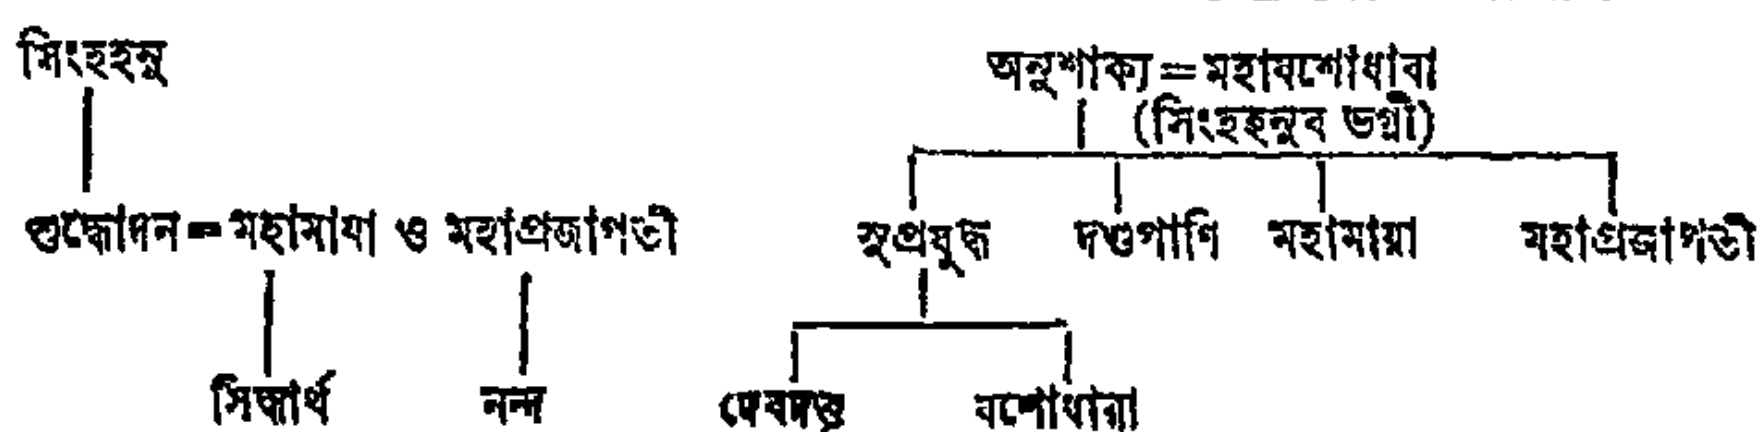 সিংহহনু
অনুশাক্য = মহাযশোধাবা
(সিংহহনুব ভগ্নী)
শুদ্ধোদন = মহামাযা ও মহাপ্রজাপতী
সুপ্রবুদ্ধ দণ্ডপাণি মহামায়া মহাপ্রজাপতী
সিদ্ধার্থ নন্দ দেবদত্ত যশোধারা